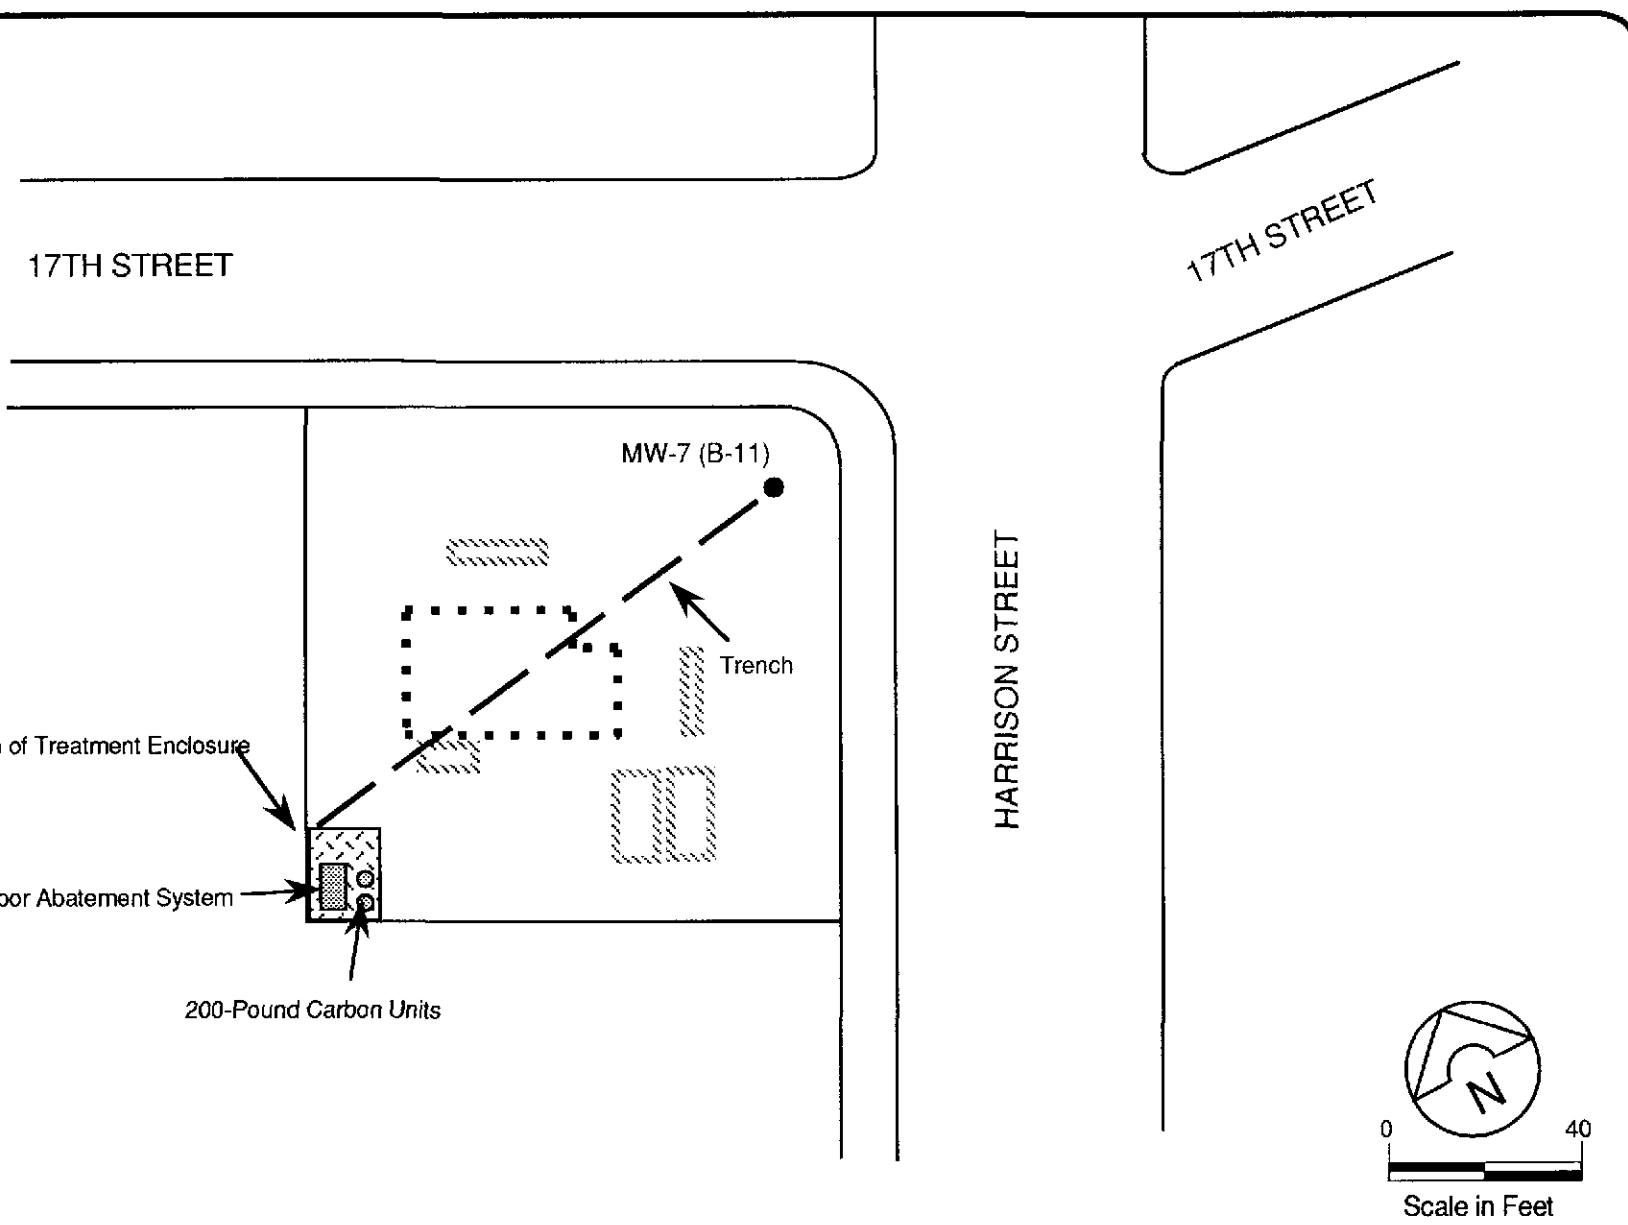 17TH STREET
17TH STREET
MW-7 (B-11)
HARRISON STREET
Trench
of Treatment Enclosure
Abatement System
200-Pound Carbon Units
N
0 40
Scale in Feet